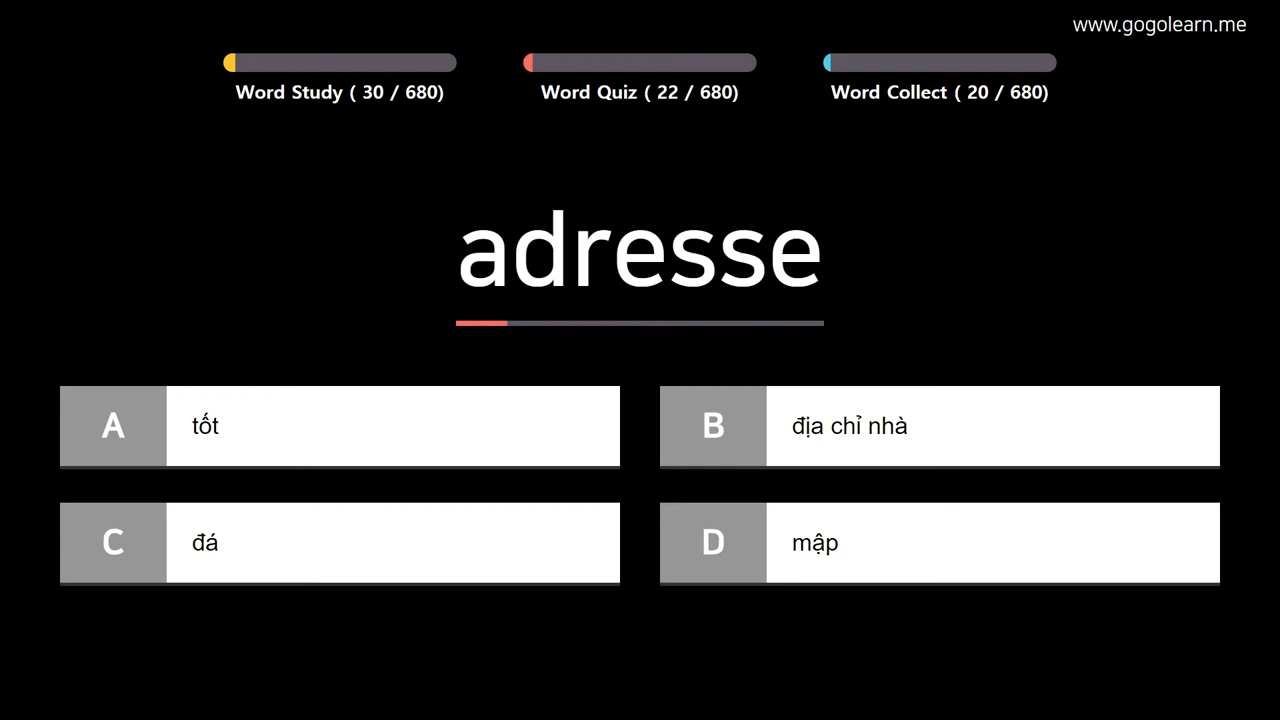 www.gogolearn.me
Word Study ( 30 / 680)
Word Quiz ( 22 / 680)
Word Collect ( 20 / 680)
adresse
A
tốt
B
địa chỉ nhà
C
đá
D
mập